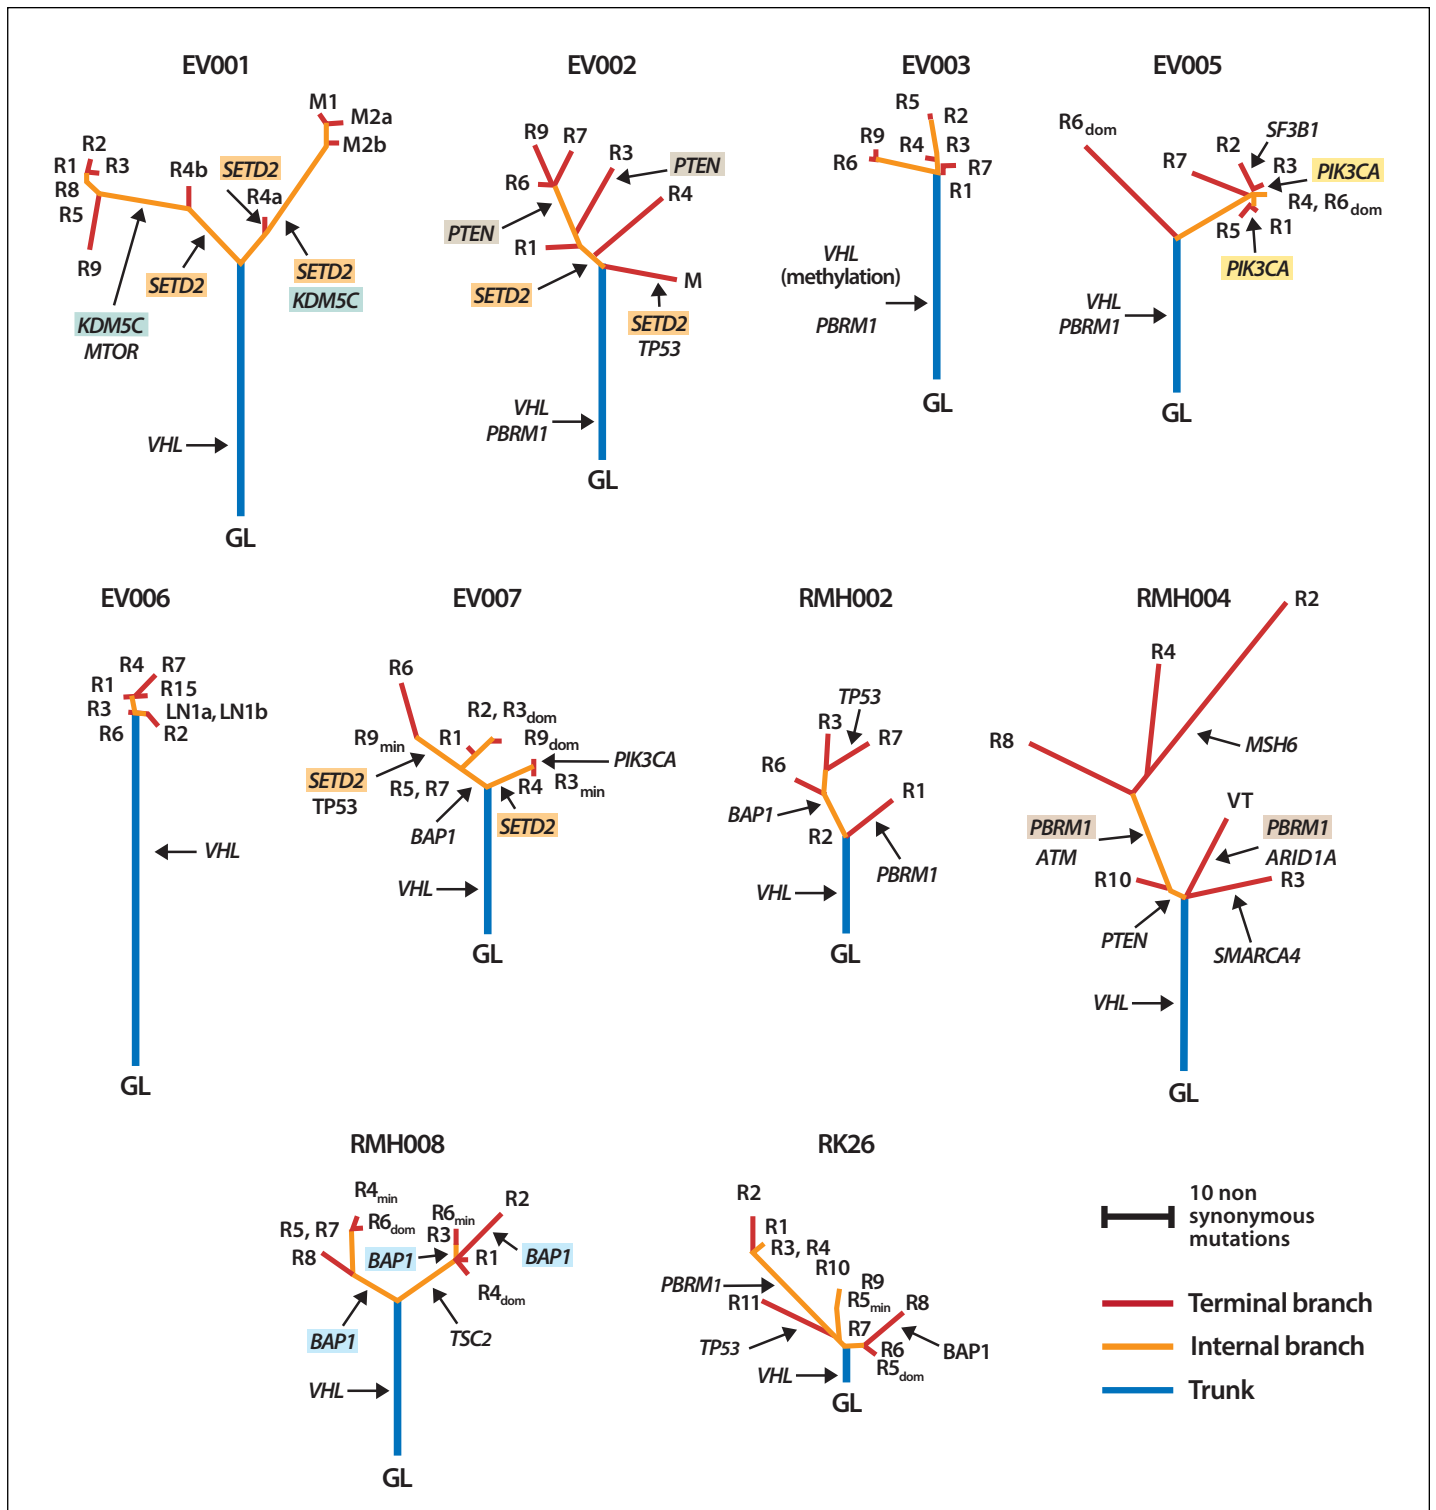 EV001
M1
M2a
M2b
R2
R1
R3
R8
R5
R9
R4b
SETD2
R4a
SETD2
SETD2
KDM5C
KDM5C
MTOR
VHL
GL
EV002
R9
R7
R3
PTEN
R6
R4
PTEN
R1
SETD2
M
SETD2
TP53
VHL
PBRM1
GL
EV003
R5
R2
R9
R4
R3
R6
R7
R1
VHL
(methylation)
PBRM1
GL
EV005
R6dom
SF3B1
R2
R7
R3
PIK3CA
R4, R6dom
R5
R1
PIK3CA
VHL
PBRM1
GL
EV006
R4
R7
R1
R15
R3
LN1a, LN1b
R6
R2
VHL
GL
EV007
R6
R2, R3dom
R9min
R1
R9dom
PIK3CA
SETD2
TP53
R5, R7
R4
R3min
BAP1
SETD2
VHL
GL
RMH002
TP53
R3
R7
R6
R1
BAP1
R2
PBRM1
VHL
GL
RMH004
R2
R4
R8
MSH6
VT
PBRM1
ATM
PBRM1
ARID1A
R10
R3
PTEN
SMARCA4
VHL
GL
RMH008
R4min
R2
R5, R7
R6dom
R6min
R3
R8
BAP1
R1
BAP1
R4dom
BAP1
TSC2
VHL
GL
RK26
R2
R1
R3, R4
R10
PBRM1
R9
R5min
R11
R8
R7
TP53
R6
BAP1
R5dom
VHL
GL
10 non
synonymous
mutations
Terminal branch
Internal branch
Trunk